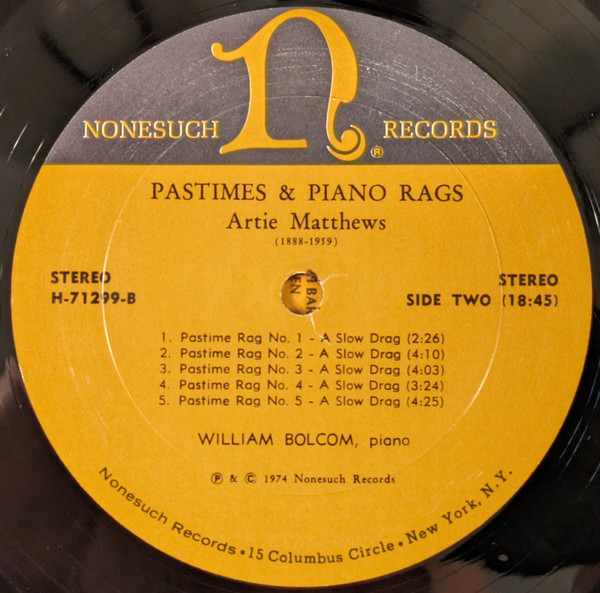 n
NONESUCH RECORDS
®
PASTIMES & PIANO RAGS
Artie Matthews
(1888-1959)
STEREO
H-71299-B
STEREO
SIDE TWO (18:45)
1. Pastime Rag No. 1 - A Slow Drag (2:26)
2. Pastime Rag No. 2 - A Slow Drag (4:10)
3. Pastime Rag No. 3 - A Slow Drag (4:03)
4. Pastime Rag No. 4 - A Slow Drag (3:24)
5. Pastime Rag No. 5 - A Slow Drag (4:25)
WILLIAM BOLCOM, piano
℗ & © 1974 Nonesuch Records
Nonesuch Records • 15 Columbus Circle • New York, N.Y.